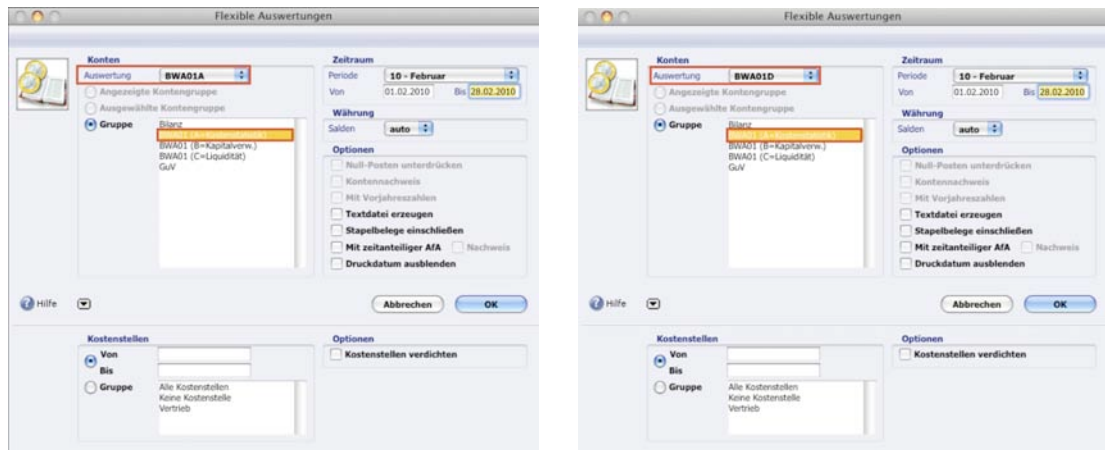 Flexible Auswertungen
Konten
Auswertung BWA01A
Angezeigte Kontengruppe
Ausgewählte Kontengruppe
Gruppe
Bilanz
BWA01 (A=Kostenstatistik)
BWA01 (B=Kapitalverw.)
BWA01 (C=Liquidität)
GuV
Zeitraum
Periode 10 - Februar
Von 01.02.2010 Bis 28.02.2010
Währung
Salden auto
Optionen
Null-Posten unterdrücken
Kontennachweis
Mit Vorjahreszahlen
Textdatei erzeugen
Stapelbelege einschließen
Mit zeitanteiliger AfA Nachweis
Druckdatum ausblenden
Hilfe
Abbrechen OK
Kostenstellen
Von
Bis
Gruppe
Alle Kostenstellen
Keine Kostenstelle
Vertrieb
Optionen
Kostenstellen verdichten
Flexible Auswertungen
Konten
Auswertung BWA01D
Angezeigte Kontengruppe
Ausgewählte Kontengruppe
Gruppe
Bilanz
BWA01 (A=Kostenstatistik)
BWA01 (B=Kapitalverw.)
BWA01 (C=Liquidität)
GuV
Zeitraum
Periode 10 - Februar
Von 01.02.2010 Bis 28.02.2010
Währung
Salden auto
Optionen
Null-Posten unterdrücken
Kontennachweis
Mit Vorjahreszahlen
Textdatei erzeugen
Stapelbelege einschließen
Mit zeitanteiliger AfA Nachweis
Druckdatum ausblenden
Hilfe
Abbrechen OK
Kostenstellen
Von
Bis
Gruppe
Alle Kostenstellen
Keine Kostenstelle
Vertrieb
Optionen
Kostenstellen verdichten